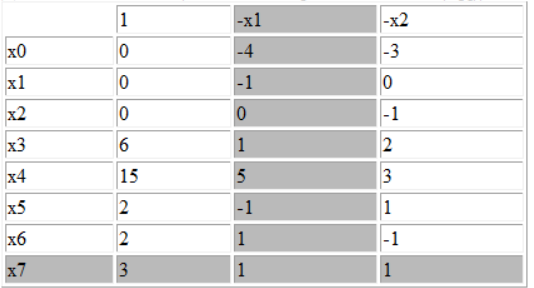 1 -x1 -x2
x0 0 -4 -3
x1 0 -1 0
x2 0 0 -1
x3 6 1 2
x4 15 5 3
x5 2 -1 1
x6 2 1 -1
x7 3 1 1